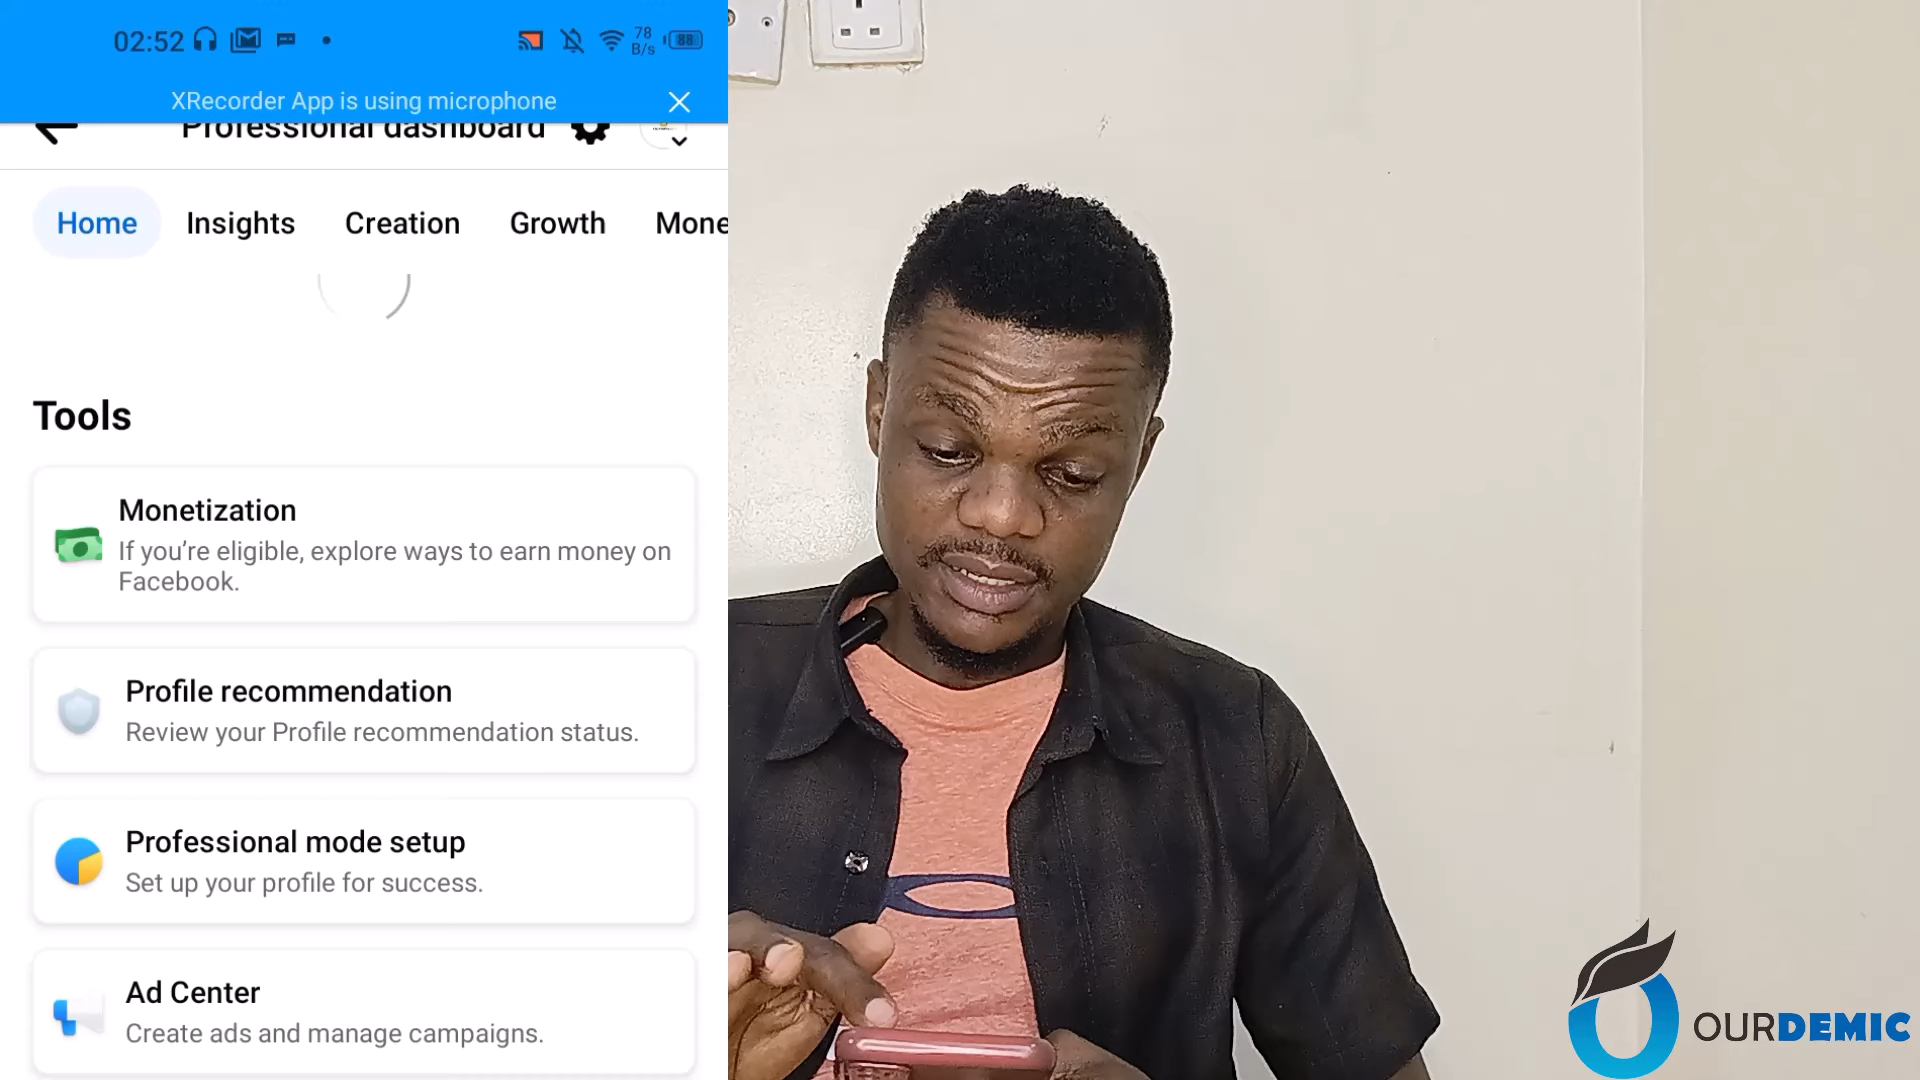 02:52
78
B/s
88
XRecorder App is using microphone
Professional dashboard
Home Insights Creation Growth Mone
Tools
Monetization
If you’re eligible, explore ways to earn money on
Facebook.
Profile recommendation
Review your Profile recommendation status.
Professional mode setup
Set up your profile for success.
Ad Center
Create ads and manage campaigns.
OURDEMIC